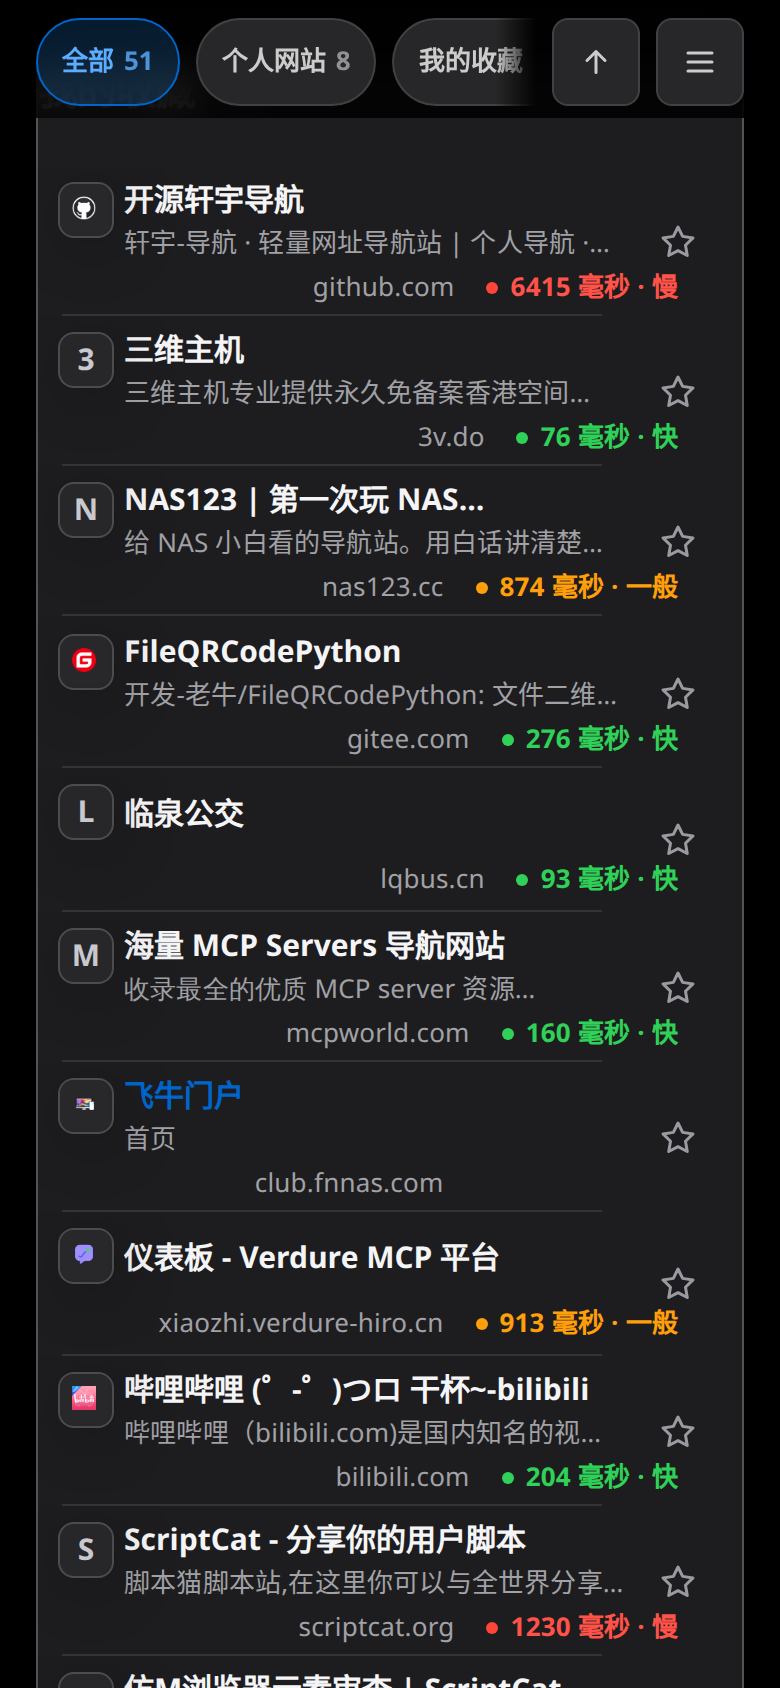 全部 51
个人网站 8
我的收藏
开源轩宇导航
轩宇-导航 · 轻量网址导航站 | 个人导航 ·...
github.com 6415 毫秒 · 慢
3
三维主机
三维主机专业提供永久免备案香港空间...
3v.do 76 毫秒 · 快
N
NAS123 | 第一次玩 NAS...
给 NAS 小白看的导航站。用白话讲清楚...
nas123.cc 874 毫秒 · 一般
FileQRCodePython
开发-老牛/FileQRCodePython: 文件二维...
gitee.com 276 毫秒 · 快
L
临泉公交
lqbus.cn 93 毫秒 · 快
M
海量 MCP Servers 导航网站
收录最全的优质 MCP server 资源...
mcpworld.com 160 毫秒 · 快
飞牛门户
首页
club.fnnas.com
仪表板 - Verdure MCP 平台
xiaozhi.verdure-hiro.cn 913 毫秒 · 一般
哔哩哔哩 (゜-゜)つロ 干杯~-bilibili
哔哩哔哩（bilibili.com)是国内知名的视...
bilibili.com 204 毫秒 · 快
S
ScriptCat - 分享你的用户脚本
脚本猫脚本站,在这里你可以与全世界分享...
scriptcat.org 1230 毫秒 · 慢
仿M浏览器元素审查 | ScriptCat